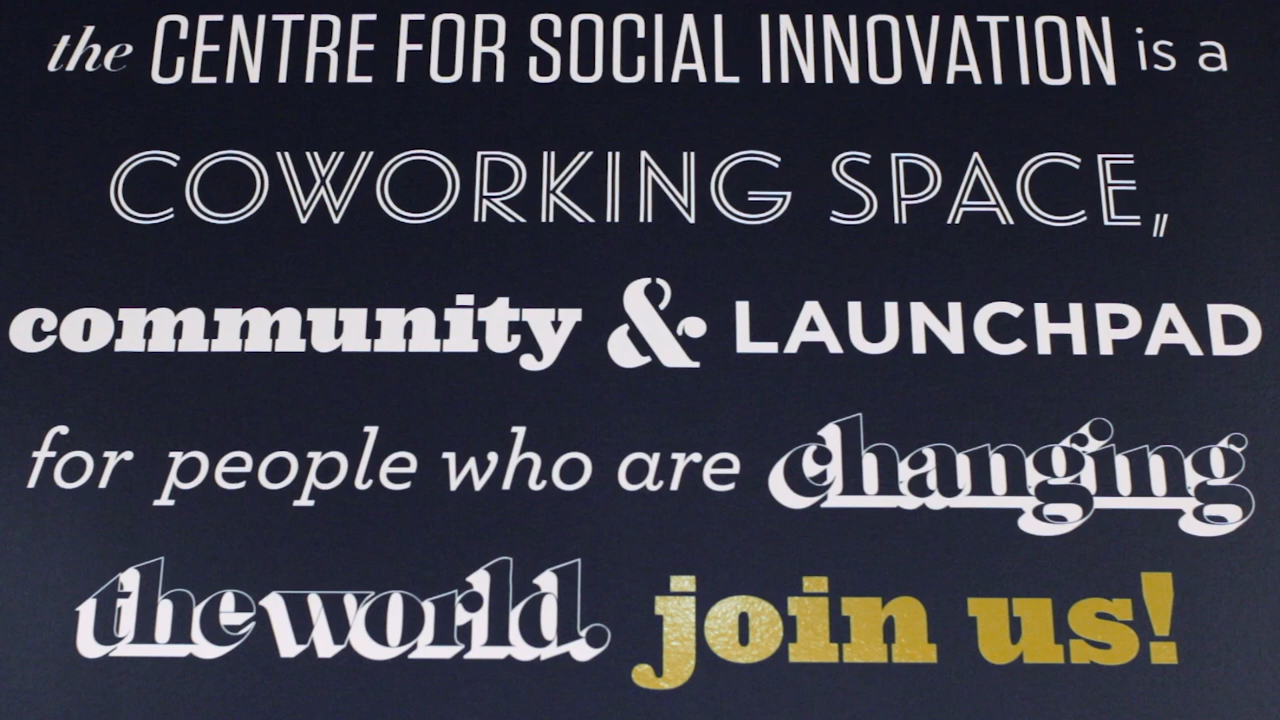 the CENTRE FOR SOCIAL INNOVATION is a
COWORKING SPACE,
community & LAUNCHPAD
for people who are changing
the world. join us!